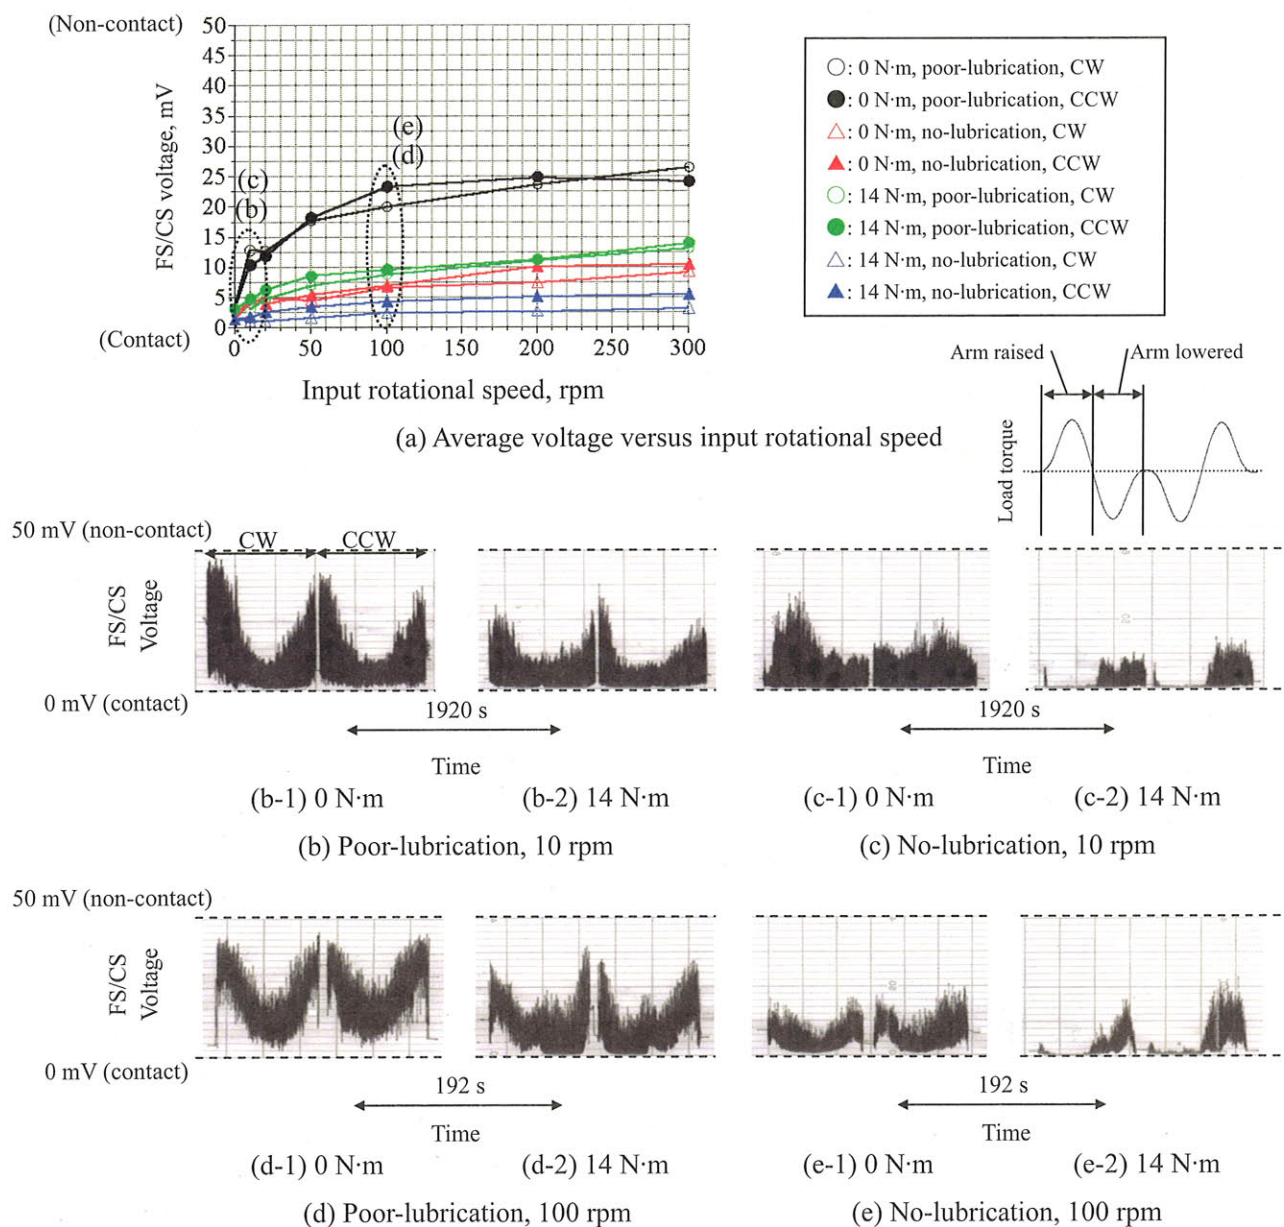 (Non-contact)
50
45
40
35
30
25
20
15
10
5
0
(Contact)
FS/CS voltage, mV
(c)
(b)
(e)
(d)
0
50
100
150
200
250
300
Input rotational speed, rpm
○: 0 N·m, poor-lubrication, CW
●: 0 N·m, poor-lubrication, CCW
△: 0 N·m, no-lubrication, CW
▲: 0 N·m, no-lubrication, CCW
○: 14 N·m, poor-lubrication, CW
●: 14 N·m, poor-lubrication, CCW
△: 14 N·m, no-lubrication, CW
▲: 14 N·m, no-lubrication, CCW
(a) Average voltage versus input rotational speed
Arm raised
Arm lowered
Load torque
50 mV (non-contact)
FS/CS
Voltage
0 mV (contact)
CW
CCW
1920 s
1920 s
Time
Time
(b-1) 0 N·m
(b-2) 14 N·m
(c-1) 0 N·m
(c-2) 14 N·m
(b) Poor-lubrication, 10 rpm
(c) No-lubrication, 10 rpm
50 mV (non-contact)
FS/CS
Voltage
0 mV (contact)
192 s
192 s
Time
Time
(d-1) 0 N·m
(d-2) 14 N·m
(e-1) 0 N·m
(e-2) 14 N·m
(d) Poor-lubrication, 100 rpm
(e) No-lubrication, 100 rpm